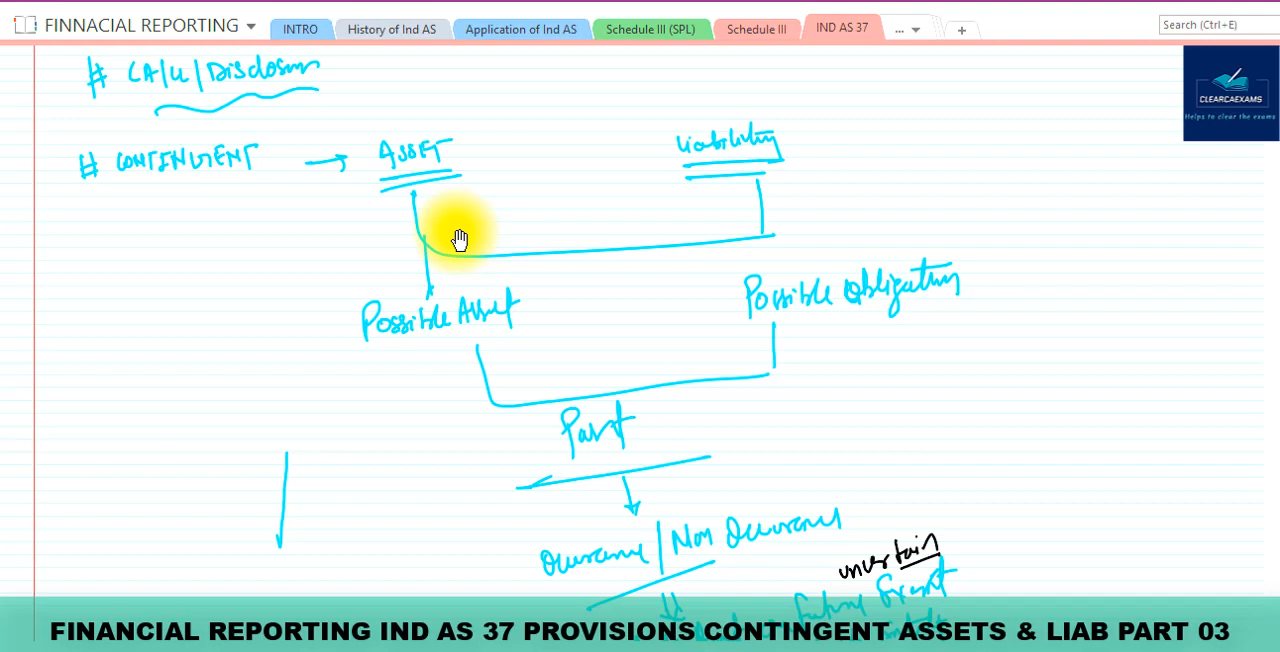 FINNACIAL REPORTING
INTRO
History of Ind AS
Application of Ind AS
Schedule III (SPL)
Schedule III
IND AS 37
...
+
Search (Ctrl+E)
CLEARCAEXAMS
Helps to clear the exams
# CA/CL/Disclosure
# CONTINGENT → ASSET Liability
Possible Asset Possible Obligation
Past
Occurance / Non Occurance
uncertain
Future Event
FINANCIAL REPORTING IND AS 37 PROVISIONS CONTINGENT ASSETS & LIAB PART 03